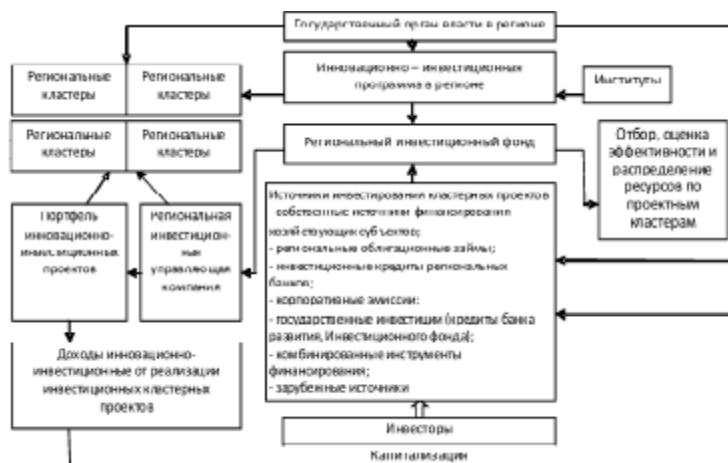 Государственный орган власти в регионе
Региональные кластеры
Региональные кластеры
Инновационно – инвестиционная
программа в регионе
Институты
Региональные кластеры
Региональные кластеры
Региональный инвестиционный фонд
Отбор, оценка
эффективности и
распределение
ресурсов по
проектным
кластерам
Источники инвестирования кластерных проектов
собственные источники финансирования
хозяйствующих субъектов;
- региональные облигационные займы;
- инвестиционные кредиты региональных
банков;
- корпоративные эмиссии:
- государственные инвестиции (кредиты банка
развития, Инвестиционного фонда);
- комбинированные инструменты
финансирования;
- зарубежные источники
Портфель
инновационно-
инвестиционных
проектов
Региональная
инвестицион-
ная
управляющая
компания
Доходы инновационно-
инвестиционные от реализации
инвестиционных кластерных
проектов
Инвесторы
Капитализация